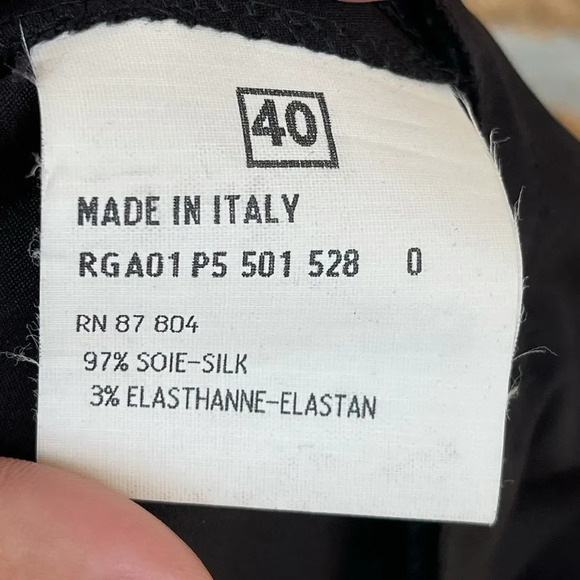 40
MADE IN ITALY
RGA01 P5 501 528 0
RN 87 804
97% SOIE-SILK
3% ELASTHANNE-ELASTAN